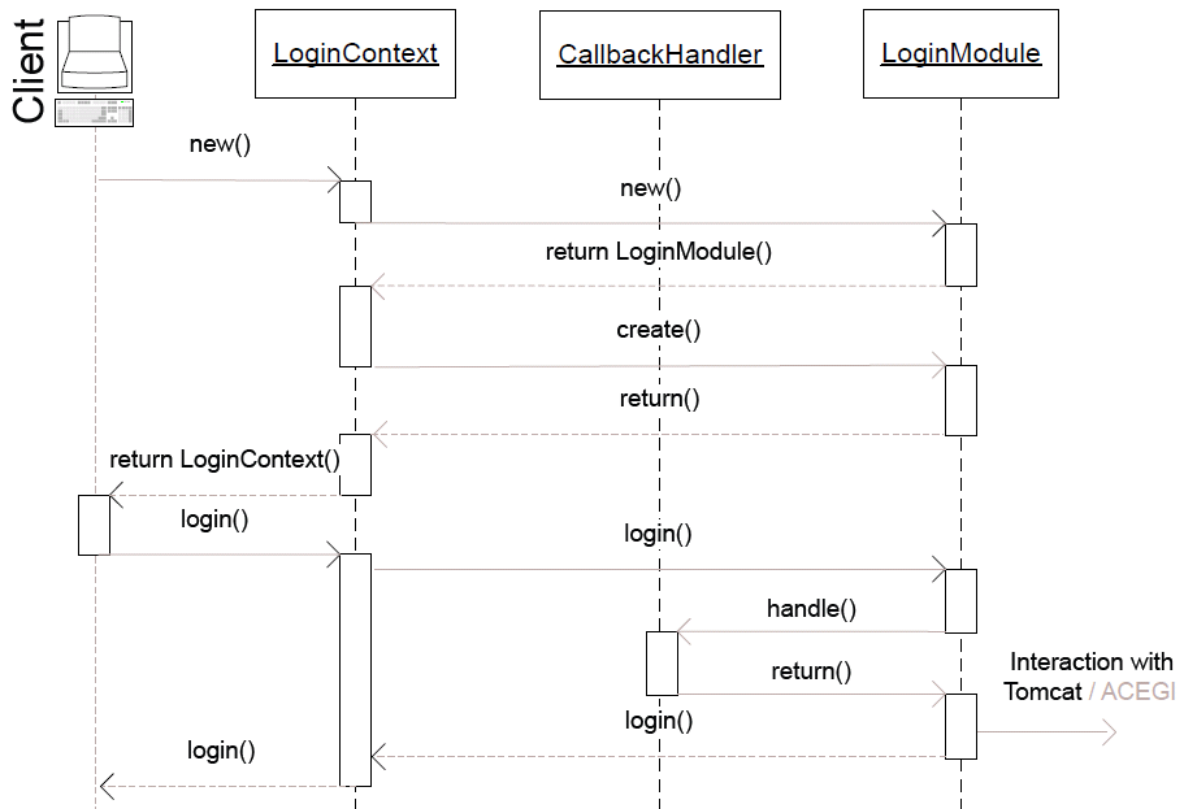 Client
LoginContext
CallbackHandler
LoginModule
new()
new()
return LoginModule()
create()
return()
return LoginContext()
login()
login()
handle()
return()
Interaction with
Tomcat / ACEGI
login()
login()